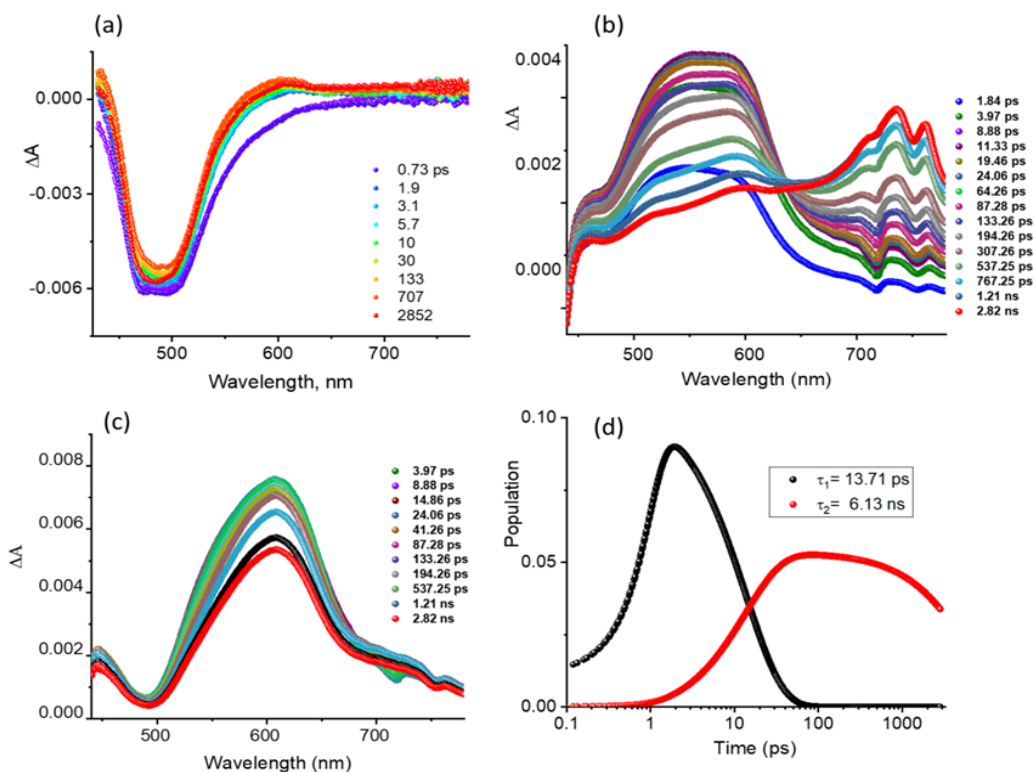 (a)
0.000
-0.003
-0.006
ΔA
500
600
700
Wavelength, nm
0.73 ps
1.9
3.1
5.7
10
30
133
707
2852
(b)
0.004
0.002
0.000
ΔA
500
600
700
Wavelength (nm)
1.84 ps
3.97 ps
8.88 ps
11.33 ps
19.46 ps
24.06 ps
64.26 ps
87.28 ps
133.26 ps
194.26 ps
307.26 ps
537.25 ps
767.25 ps
1.21 ns
2.82 ns
(c)
0.008
0.006
0.004
0.002
0.000
ΔA
500
600
700
Wavelength (nm)
3.97 ps
8.88 ps
14.86 ps
24.06 ps
41.26 ps
87.28 ps
133.26 ps
194.26 ps
537.25 ps
1.21 ns
2.82 ns
(d)
0.10
0.05
0.00
Population
0.1
1
10
100
1000
Time (ps)
τ₁= 13.71 ps
τ₂= 6.13 ns